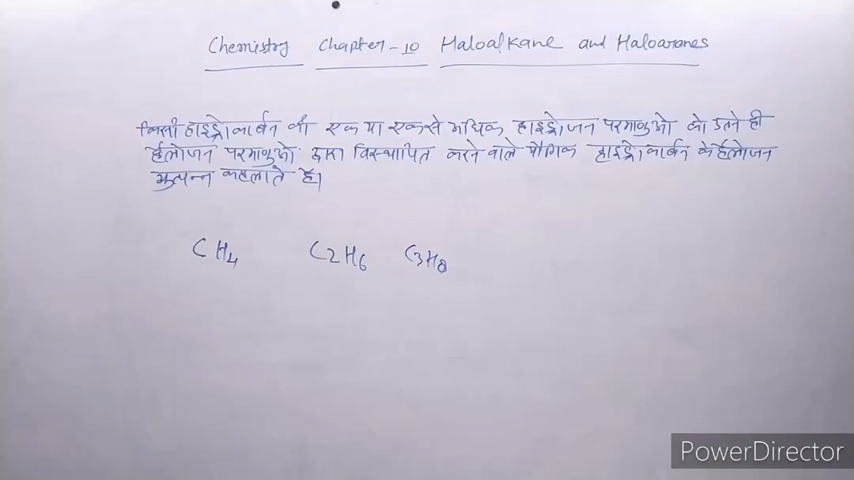 Chemistry Chapter-10 Haloalkane and Haloarenes
किसी हाइड्रोकार्बन की एक या एक से अधिक हाइड्रोजन परमाणुओ को उतने ही
हैलोजन परमाणुओं द्वारा विस्थापित करने वाले यौगिक हाइड्रोकार्बन के हैलोजन
व्युत्पन्न कहलाते हैं।
CH4 C2H6 C3H8
PowerDirector